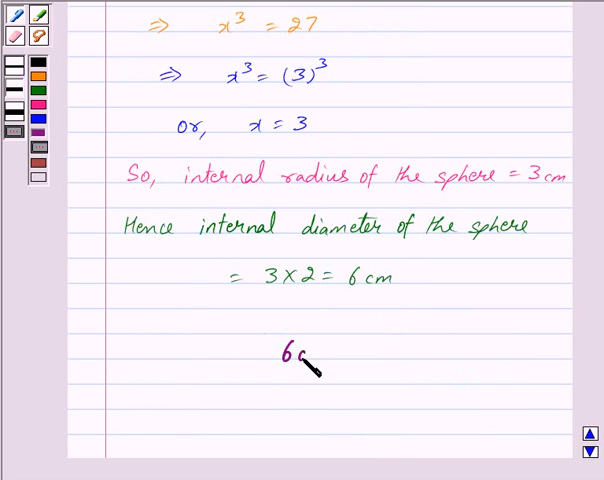 ⇒ x³ = 27
⇒ x³ = (3)³
or, x = 3
So, internal radius of the sphere = 3 cm
Hence internal diameter of the sphere
= 3 × 2 = 6 cm
6c